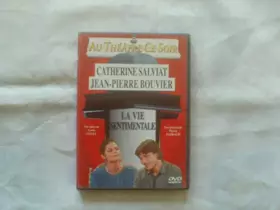 AU THÉÂTRE CE SOIR
CATHERINE SALVIAT
JEAN-PIERRE BOUVIER
LA VIE
SENTIMENTALE
DVD